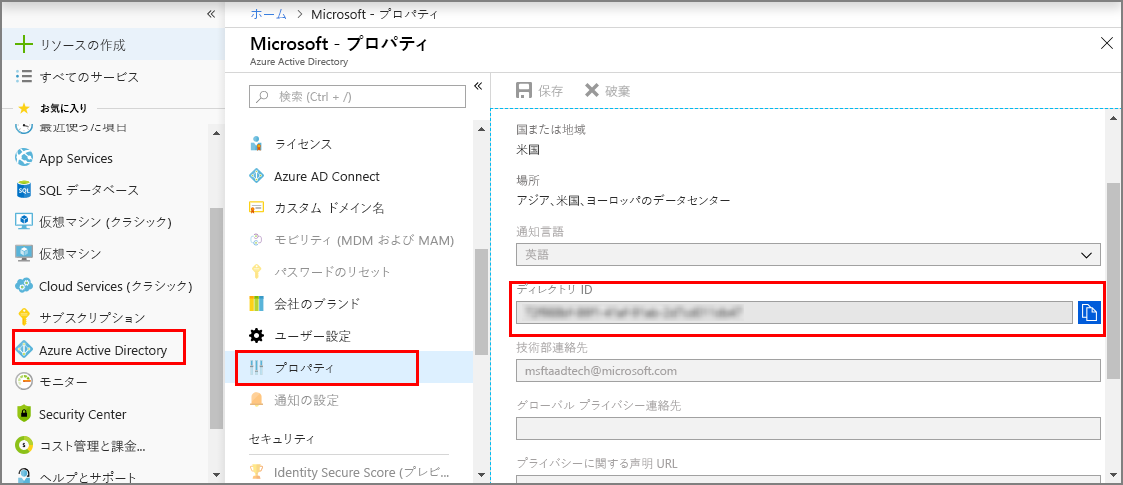 «
リソースの作成
すべてのサービス
お気に入り
最近使った項目
App Services
SQL データベース
仮想マシン (クラシック)
仮想マシン
Cloud Services (クラシック)
サブスクリプション
Azure Active Directory
モニター
Security Center
コスト管理と課金...
ヘルプとサポート
ホーム > Microsoft - プロパティ
Microsoft - プロパティ
Azure Active Directory
検索 (Ctrl + /)
«
ライセンス
Azure AD Connect
カスタム ドメイン名
モビリティ (MDM および MAM)
パスワードのリセット
会社のブランド
ユーザー設定
プロパティ
通知の設定
セキュリティ
Identity Secure Score (プレビ...
保存 破棄
国または地域
米国
場所
アジア、米国、ヨーロッパのデータセンター
通知言語
英語
ディレクトリ ID
技術部連絡先
msftaadtech@microsoft.com
グローバル プライバシー連絡先
プライバシーに関する声明 URL